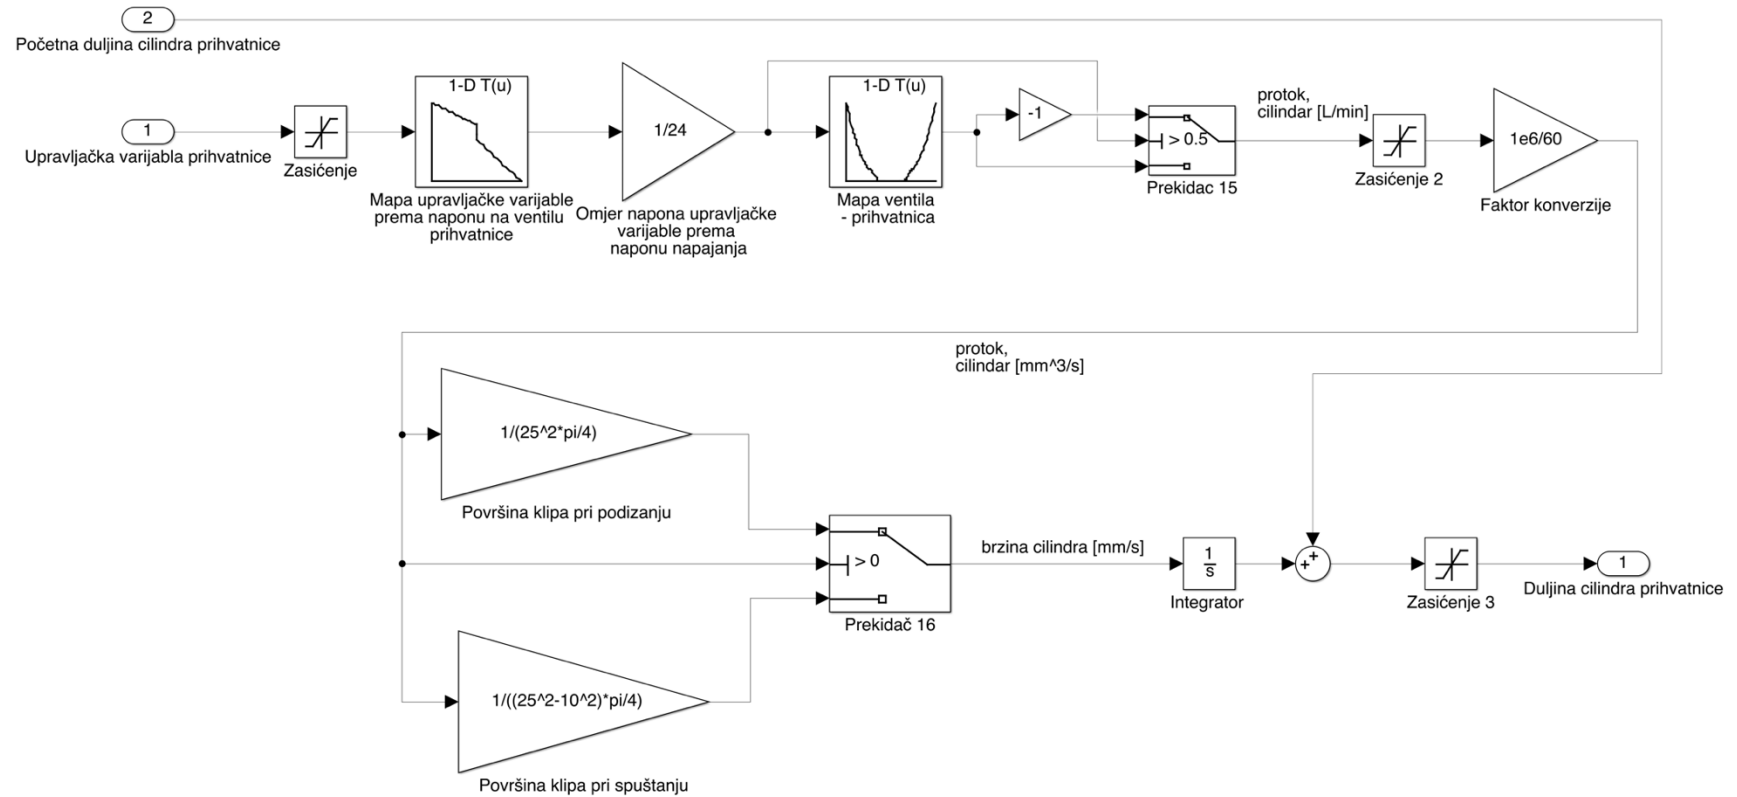 2
Početna duljina cilindra prihvatnice
1
Upravljačka varijabla prihvatnice
Zasićenje
1-D T(u)
Mapa upravljačke varijable
prema naponu na ventilu
prihvatnice
1/24
Omjer napona upravljačke
varijable prema
naponu napajanja
1-D T(u)
Mapa ventila
- prihvatnica
-1
> 0.5
Prekidac 15
protok,
cilindar [L/min]
Zasićenje 2
1e6/60
Faktor konverzije
protok,
cilindar [mm^3/s]
1/(25^2*pi/4)
Površina klipa pri podizanju
1/((25^2-10^2)*pi/4)
Površina klipa pri spuštanju
> 0
Prekidač 16
brzina cilindra [mm/s]
1
s
Integrator
+
+
Zasićenje 3
1
Duljina cilindra prihvatnice